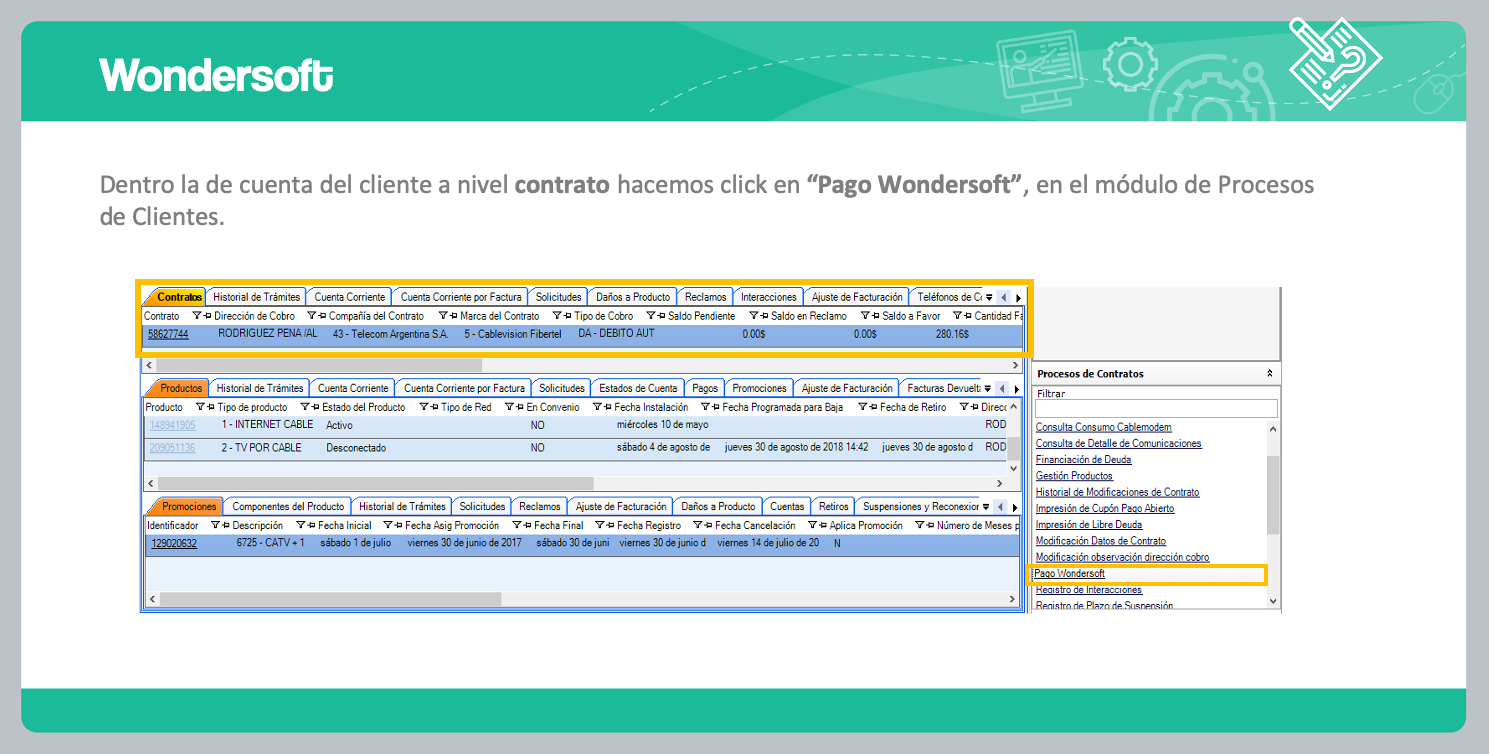 Wondersoft
Dentro la de cuenta del cliente a nivel contrato hacemos click en “Pago Wondersoft”, en el módulo de Procesos
de Clientes.
Contratos Historial de Trámites Cuenta Corriente Cuenta Corriente por Factura Solicitudes Daños a Producto Reclamos Interacciones Ajuste de Facturación Teléfonos de
Contrato Dirección de Cobro Compañía del Contrato Marca del Contrato Tipo de Cobro Saldo Pendiente Saldo en Reclamo Saldo a Favor Cantidad
58627744 RODRIGUEZ PENA /AL 43 - Telecom Argentina S.A. 5 - Cablevision Fibertel DA - DEBITO AUT 0.00$ 0.00$ 280.16$
Productos Historial de Trámites Cuenta Corriente Cuenta Corriente por Factura Solicitudes Estados de Cuenta Pagos Promociones Ajuste de Facturación Facturas
Producto Tipo de producto Estado del Producto Tipo de Red En Convenio Fecha Instalación Fecha Programada para Baja Fecha de Retiro Direcc
148941905 1 - INTERNET CABLE Activo NO miércoles 10 de mayo ROD
209051136 2 - TV POR CABLE Desconectado NO sábado 4 de agosto de jueves 30 de agosto de 2018 14:42 jueves 30 de agosto d ROD
Promociones Componentes del Producto Historial de Trámites Solicitudes Reclamos Ajuste de Facturación Daños a Producto Cuentas Retiros Suspensiones y Reconexior
Identificador Descripción Fecha Inicial Fecha Asig Promoción Fecha Final Fecha Registro Fecha Cancelación Aplica Promoción Número de Meses p
129020632 6725 - CATV + 1 sábado 1 de julio viernes 30 de junio de 2017 sábado 30 de juni viernes 30 de junio d viernes 14 de julio de 20 N
Procesos de Contratos
Filtrar
Consulta Consumo Cablemodem
Consulta de Detalle de Comunicaciones
Financiación de Deuda
Gestión Productos
Historial de Modificaciones de Contrato
Impresión de Cupón Pago Abierto
Impresión de Libre Deuda
Modificación Datos de Contrato
Modificación observación dirección cobro
Pago Wondersoft
Registro de Interacciones
Registro de Plazo de Suspensión